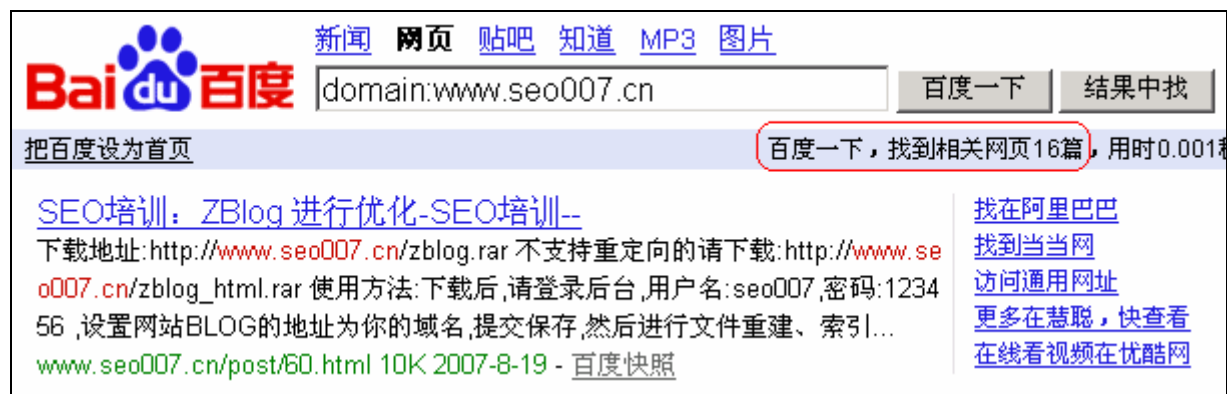 新闻 网页 贴吧 知道 MP3 图片
Bai du 百度 domain:www.seo007.cn 百度一下 结果中找
把百度设为首页 百度一下，找到相关网页16篇，用时0.001
SEO培训：ZBlog 进行优化-SEO培训--
下载地址:http://www.seo007.cn/zblog.rar 不支持重定向的请下载:http://www.se
o007.cn/zblog_html.rar 使用方法:下载后,请登录后台,用户名:seo007,密码:1234
56 ,设置网站BLOG的地址为你的域名,提交保存,然后进行文件重建、索引...
www.seo007.cn/post/60.html 10K 2007-8-19 - 百度快照
找在阿里巴巴
找到当当网
访问通用网址
更多在慧聪，快查看
在线看视频在优酷网